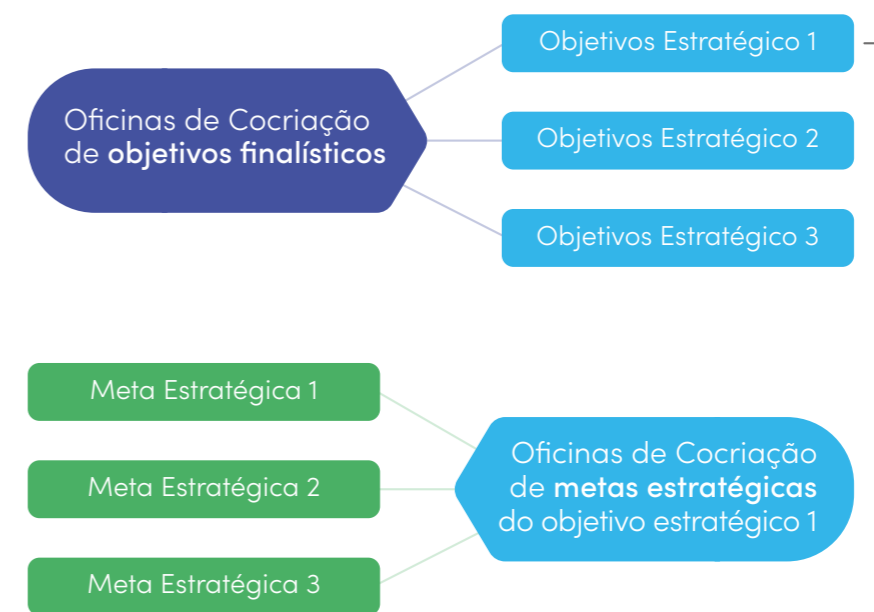 Oficinas de Cocriação
de objetivos finalísticos
Objetivos Estratégico 1
Objetivos Estratégico 2
Objetivos Estratégico 3
Meta Estratégica 1
Meta Estratégica 2
Meta Estratégica 3
Oficinas de Cocriação
de metas estratégicas
do objetivo estratégico 1